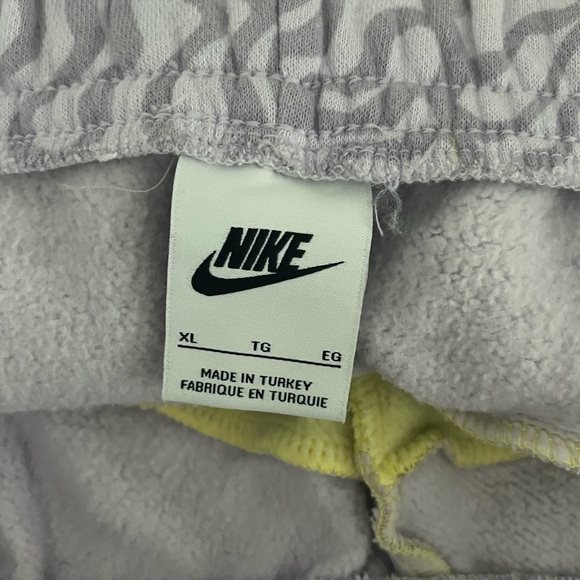 NIKE
XL TG EG
MADE IN TURKEY
FABRIQUE EN TURQUIE